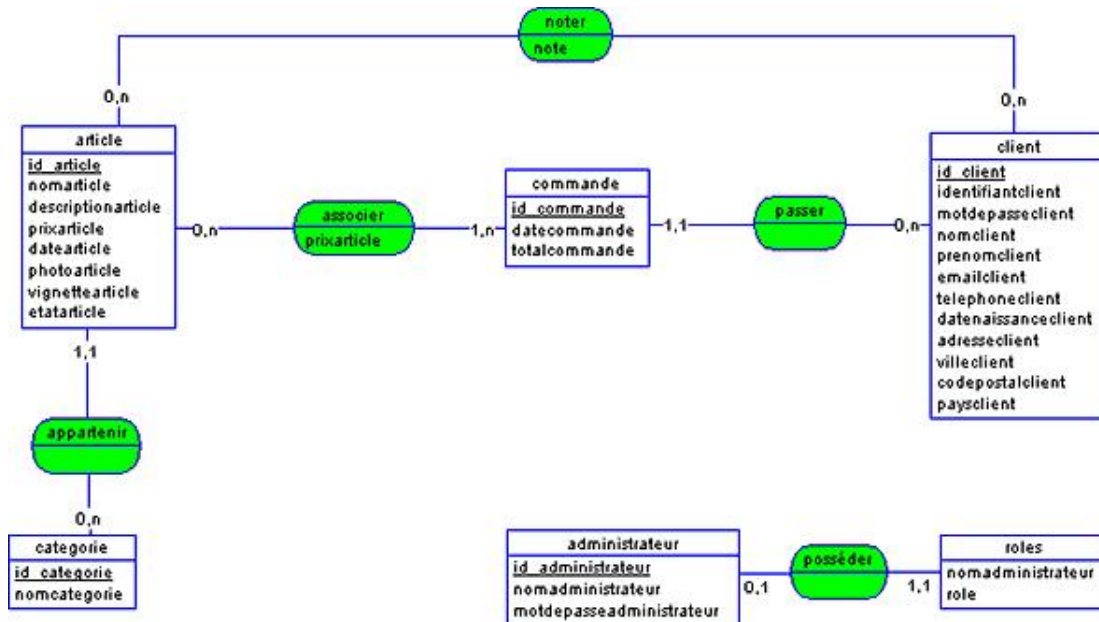 noter
note
0,n
0,n
article
id_article
nomarticle
descriptionarticle
prixarticle
datearticle
photoarticle
vignettearticle
etatarticle
0,n
associer
prixarticle
1,n
commande
id_commande
datecommande
totalcommande
1,1
passer
0,n
client
id_client
identifiantclient
motdepasseclient
nomclient
prenomclient
emailclient
telephoneclient
datenaissanceclient
adresseclient
villeclient
codepostalclient
paysclient
1,1
appartenir
0,n
categorie
id_categorie
nomcategorie
administrateur
id_administrateur
nomadministrateur
motdepasseadministrateur
0,1
posséder
1,1
roles
nomadministrateur
role